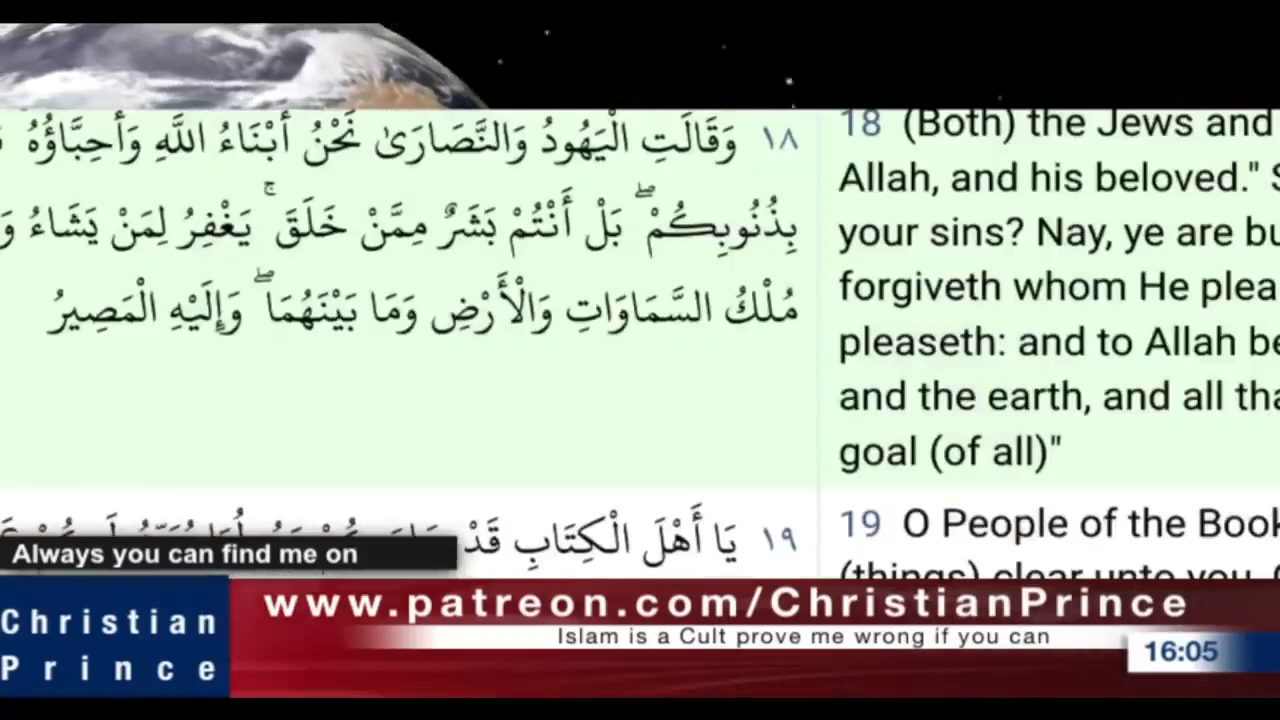 ١٨ وَقَالَتِ الْيَهُودُ وَالنَّصَارَىٰ نَحْنُ أَبْنَاءُ اللَّهِ وَأَحِبَّاؤُهُ
بِذُنُوبِكُمْ ۖ بَلْ أَنْتُمْ بَشَرٌ مِمَّنْ خَلَقَ ۚ يَغْفِرُ لِمَنْ يَشَاءُ وَ
مُلْكُ السَّمَاوَاتِ وَالْأَرْضِ وَمَا بَيْنَهُمَا ۖ وَإِلَيْهِ الْمَصِيرُ
18 (Both) the Jews and
Allah, and his beloved." S
your sins? Nay, ye are bu
forgiveth whom He plea
pleaseth: and to Allah be
and the earth, and all tha
goal (of all)"
١٩ يَا أَهْلَ الْكِتَابِ قَدْ
19 O People of the Book
(things) clear unto you,
Always you can find me on
Christian
Prince
www.patreon.com/ChristianPrince
Islam is a Cult prove me wrong if you can
16:05